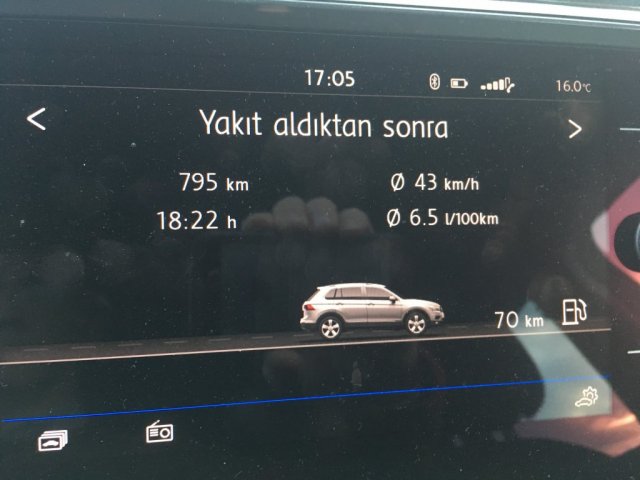 17:05 16.0°C
< Yakıt aldıktan sonra >
795 km Ø 43 km/h
18:22 h Ø 6.5 l/100km
70 km